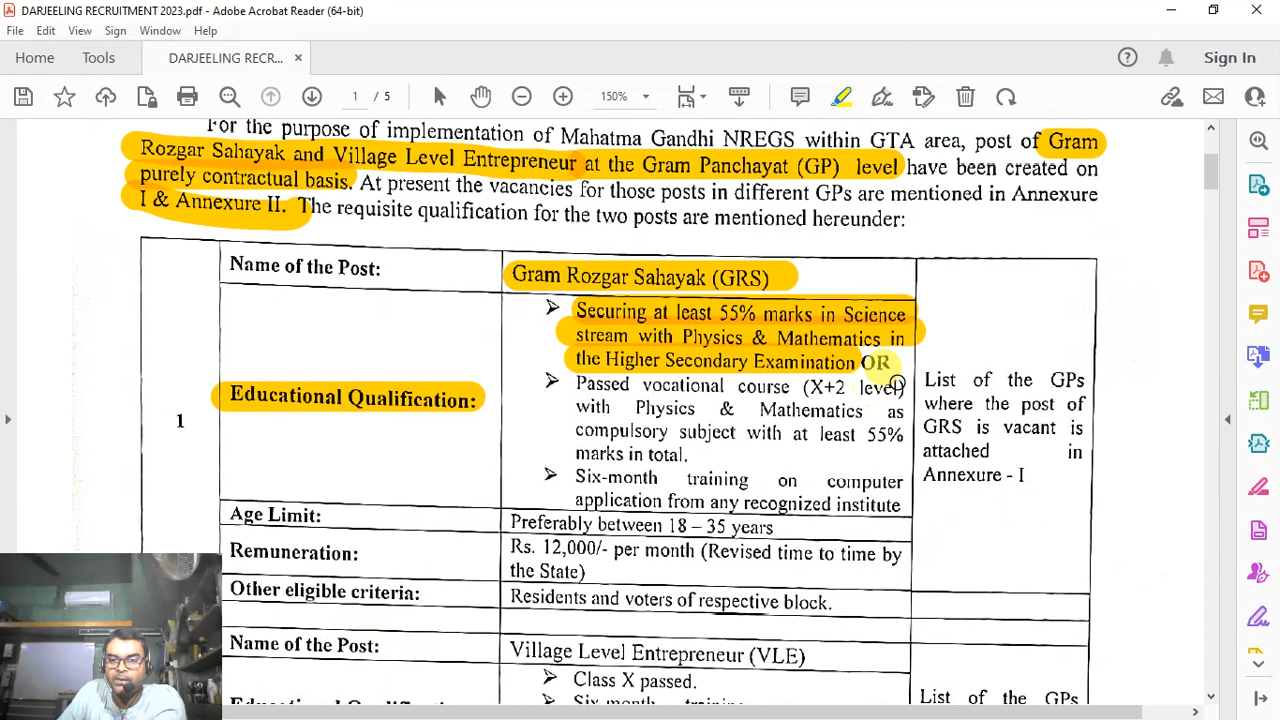 DARJEELING RECRUITMENT 2023.pdf - Adobe Acrobat Reader (64-bit)
File Edit View Sign Window Help
Home Tools DARJEELING RECR... × Sign In
1 / 5 150%
For the purpose of implementation of Mahatma Gandhi NREGS within GTA area, post of Gram
Rozgar Sahayak and Village Level Entrepreneur at the Gram Panchayat (GP) level have been created on
purely contractual basis. At present the vacancies for those posts in different GPs are mentioned in Annexure
I & Annexure II. The requisite qualification for the two posts are mentioned hereunder:
1
Name of the Post:
Gram Rozgar Sahayak (GRS)
Educational Qualification:
➢ Securing at least 55% marks in Science
stream with Physics & Mathematics in
the Higher Secondary Examination OR
➢ Passed vocational course (X+2 level)
with Physics & Mathematics as
compulsory subject with at least 55%
marks in total.
➢ Six-month training on computer
application from any recognized institute
List of the GPs
where the post of
GRS is vacant is
attached in
Annexure - I
Age Limit:
Preferably between 18 – 35 years
Remuneration:
Rs. 12,000/- per month (Revised time to time by
the State)
Other eligible criteria:
Residents and voters of respective block.
Name of the Post:
Village Level Entrepreneur (VLE)
➢ Class X passed.
List of the GPs